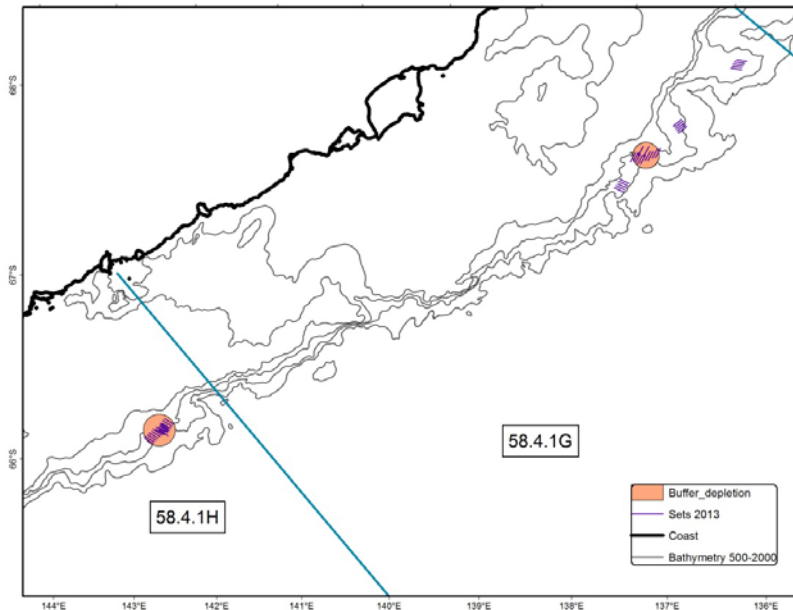 68°S
67°S
66°S
58.4.1G
58.4.1H
Buffer_depletion
Sets 2013
Coast
Bathymetry 500-2000
144°E
143°E
142°E
141°E
140°E
139°E
138°E
137°E
136°E